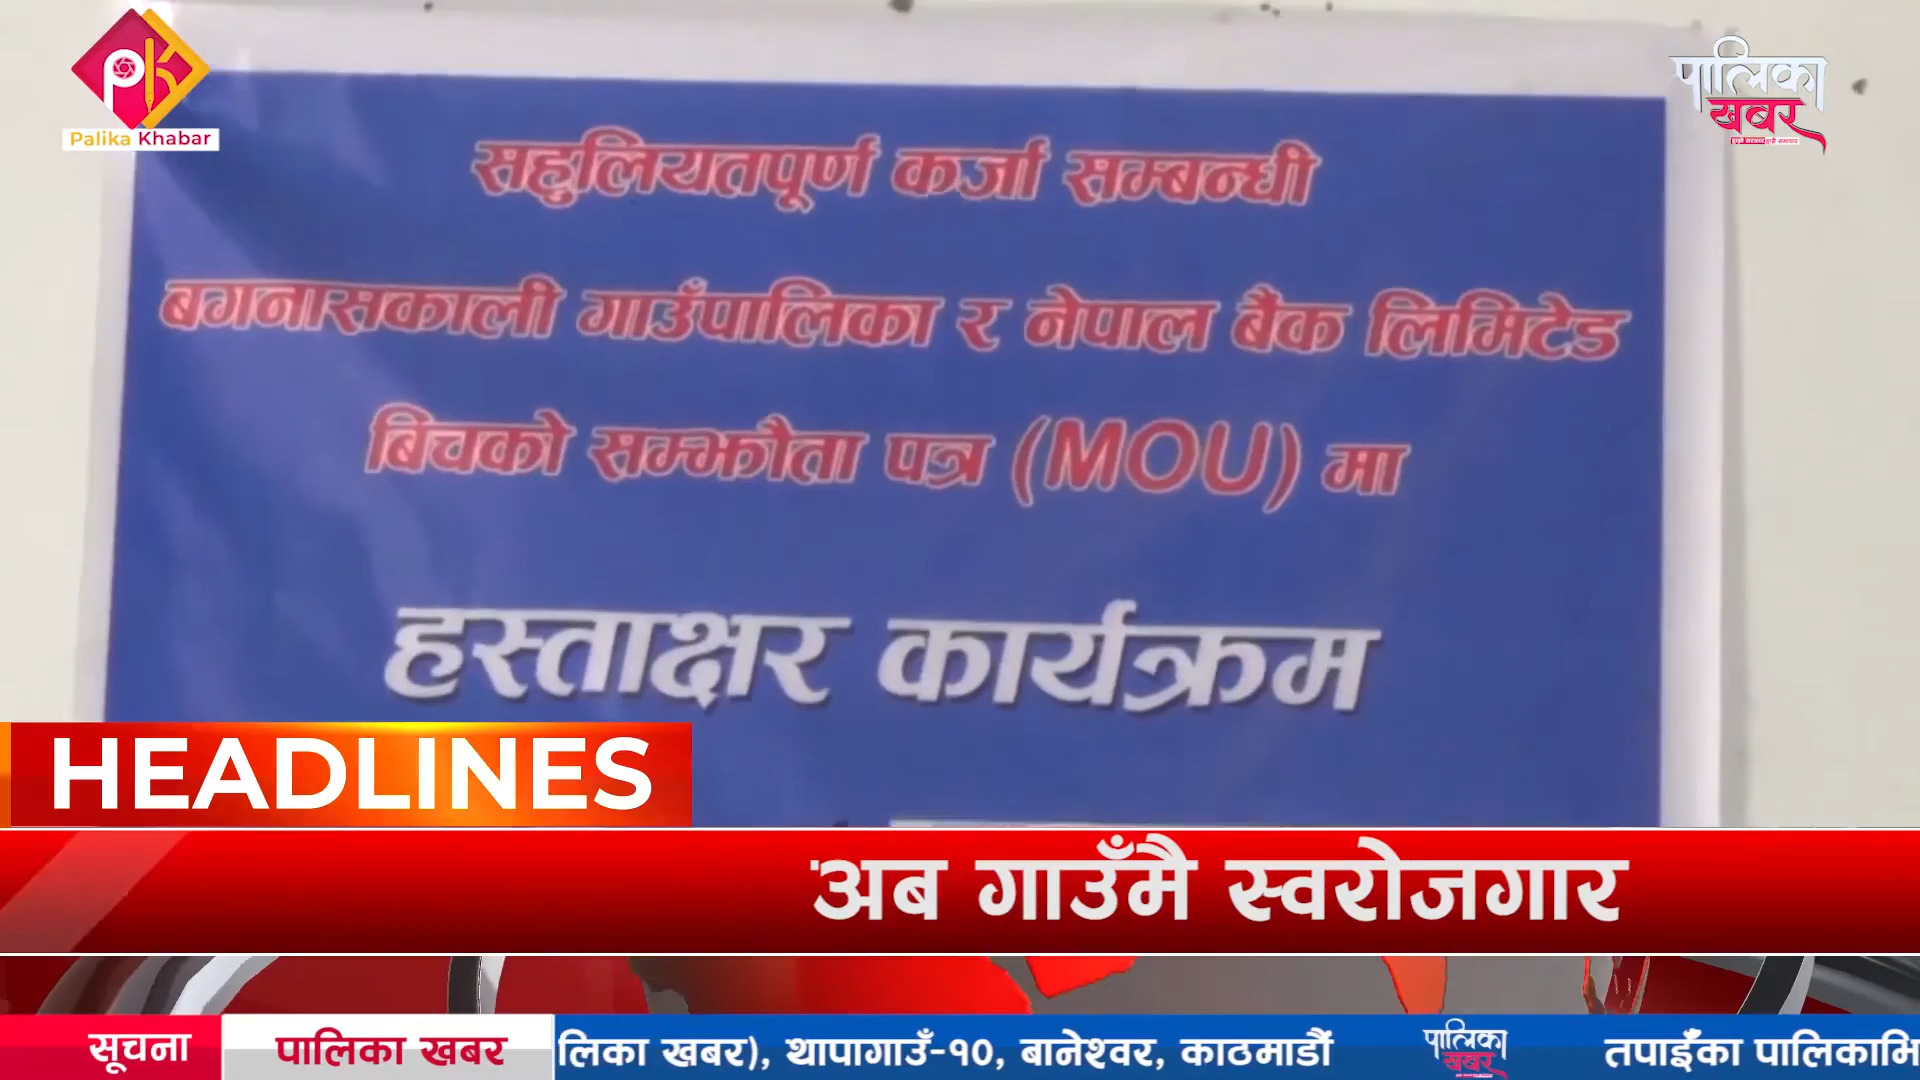 Palika Khabar
पालिका
खबर
सहुलियतपूर्ण कर्जा सम्बन्धी
बगनासकाली गाउँपालिका र नेपाल बैंक लिमिटेड
बिचको सम्झौता पत्र (MOU) मा
हस्ताक्षर कार्यक्रम
HEADLINES
अब गाउँमै स्वरोजगार
सूचना
पालिका खबर
लिका खबर), थापागाउँ-१०, बानेश्वर, काठमाडौं
पालिका
खबर
तपाईँका पालिकाभि